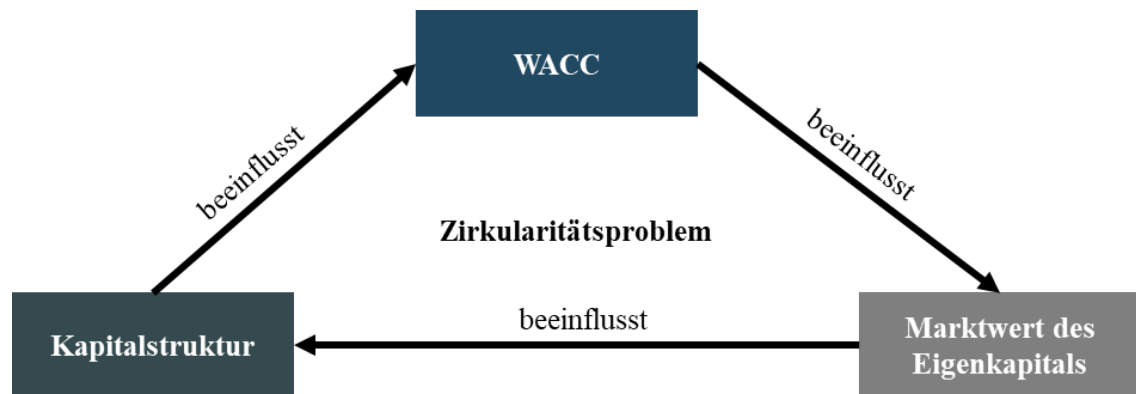 WACC
beeinflusst
beeinflusst
Zirkularitätsproblem
beeinflusst
Kapitalstruktur
Marktwert des
Eigenkapitals